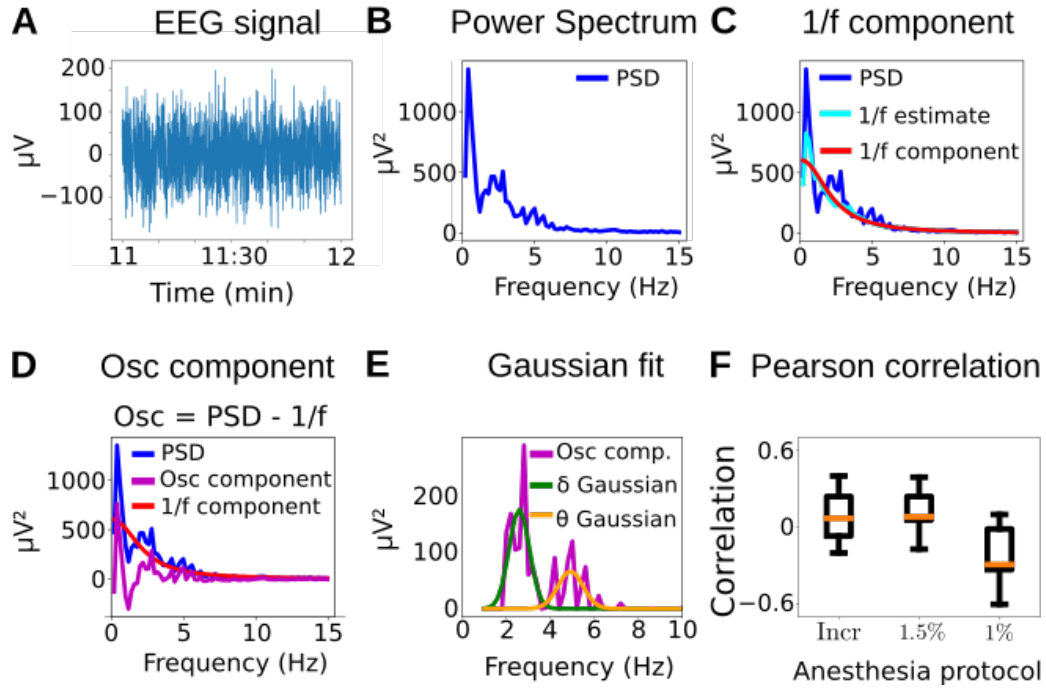 A EEG signal
200
100
0
−100
μV
11 11:30 12
Time (min)
B Power Spectrum
PSD
1000
500
0
μV²
0 5 10 15
Frequency (Hz)
C 1/f component
PSD
1/f estimate
1/f component
1000
500
0
μV²
0 5 10 15
Frequency (Hz)
D Osc component
Osc = PSD - 1/f
PSD
Osc component
1/f component
1000
500
0
μV²
0 5 10 15
Frequency (Hz)
E Gaussian fit
Osc comp.
δ Gaussian
θ Gaussian
200
100
0
μV²
0 2 4 6 8 10
Frequency (Hz)
F Pearson correlation
0.6
0
−0.6
Correlation
Incr 1.5% 1%
Anesthesia protocol